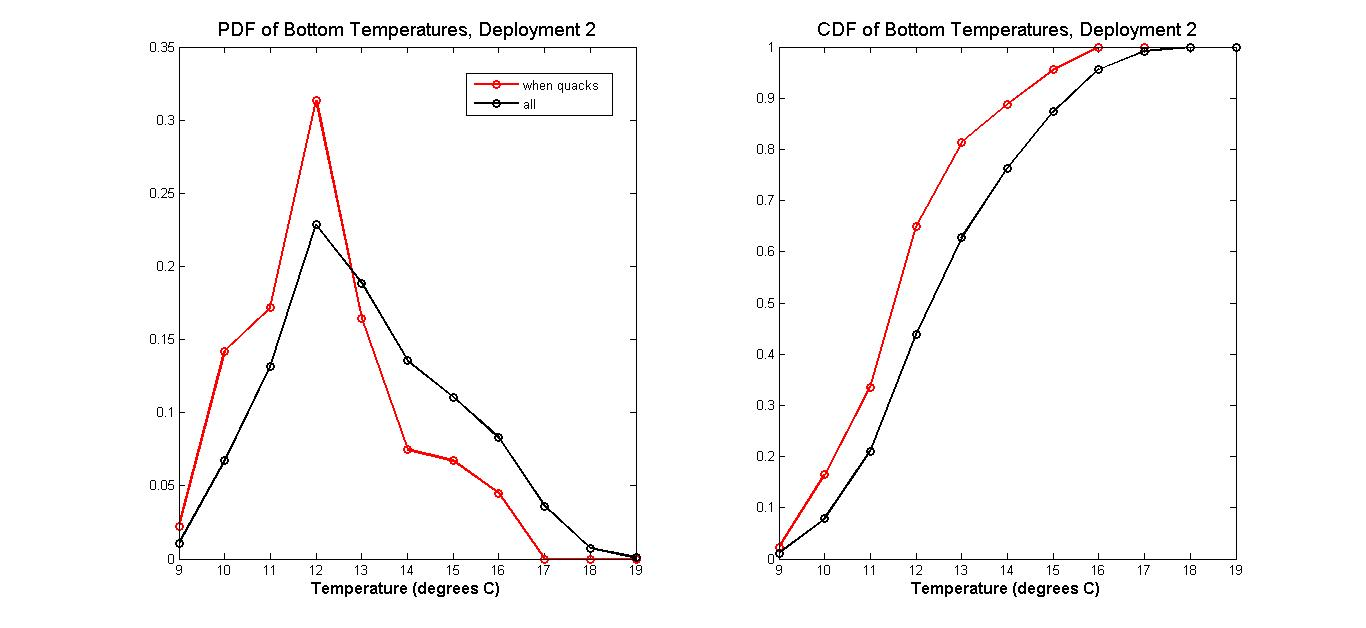 PDF of Bottom Temperatures, Deployment 2
0.35
0.3
0.25
0.2
0.15
0.1
0.05
0
when quacks
all
9 10 11 12 13 14 15 16 17 18 19
Temperature (degrees C)
CDF of Bottom Temperatures, Deployment 2
1
0.9
0.8
0.7
0.6
0.5
0.4
0.3
0.2
0.1
0
9 10 11 12 13 14 15 16 17 18 19
Temperature (degrees C)